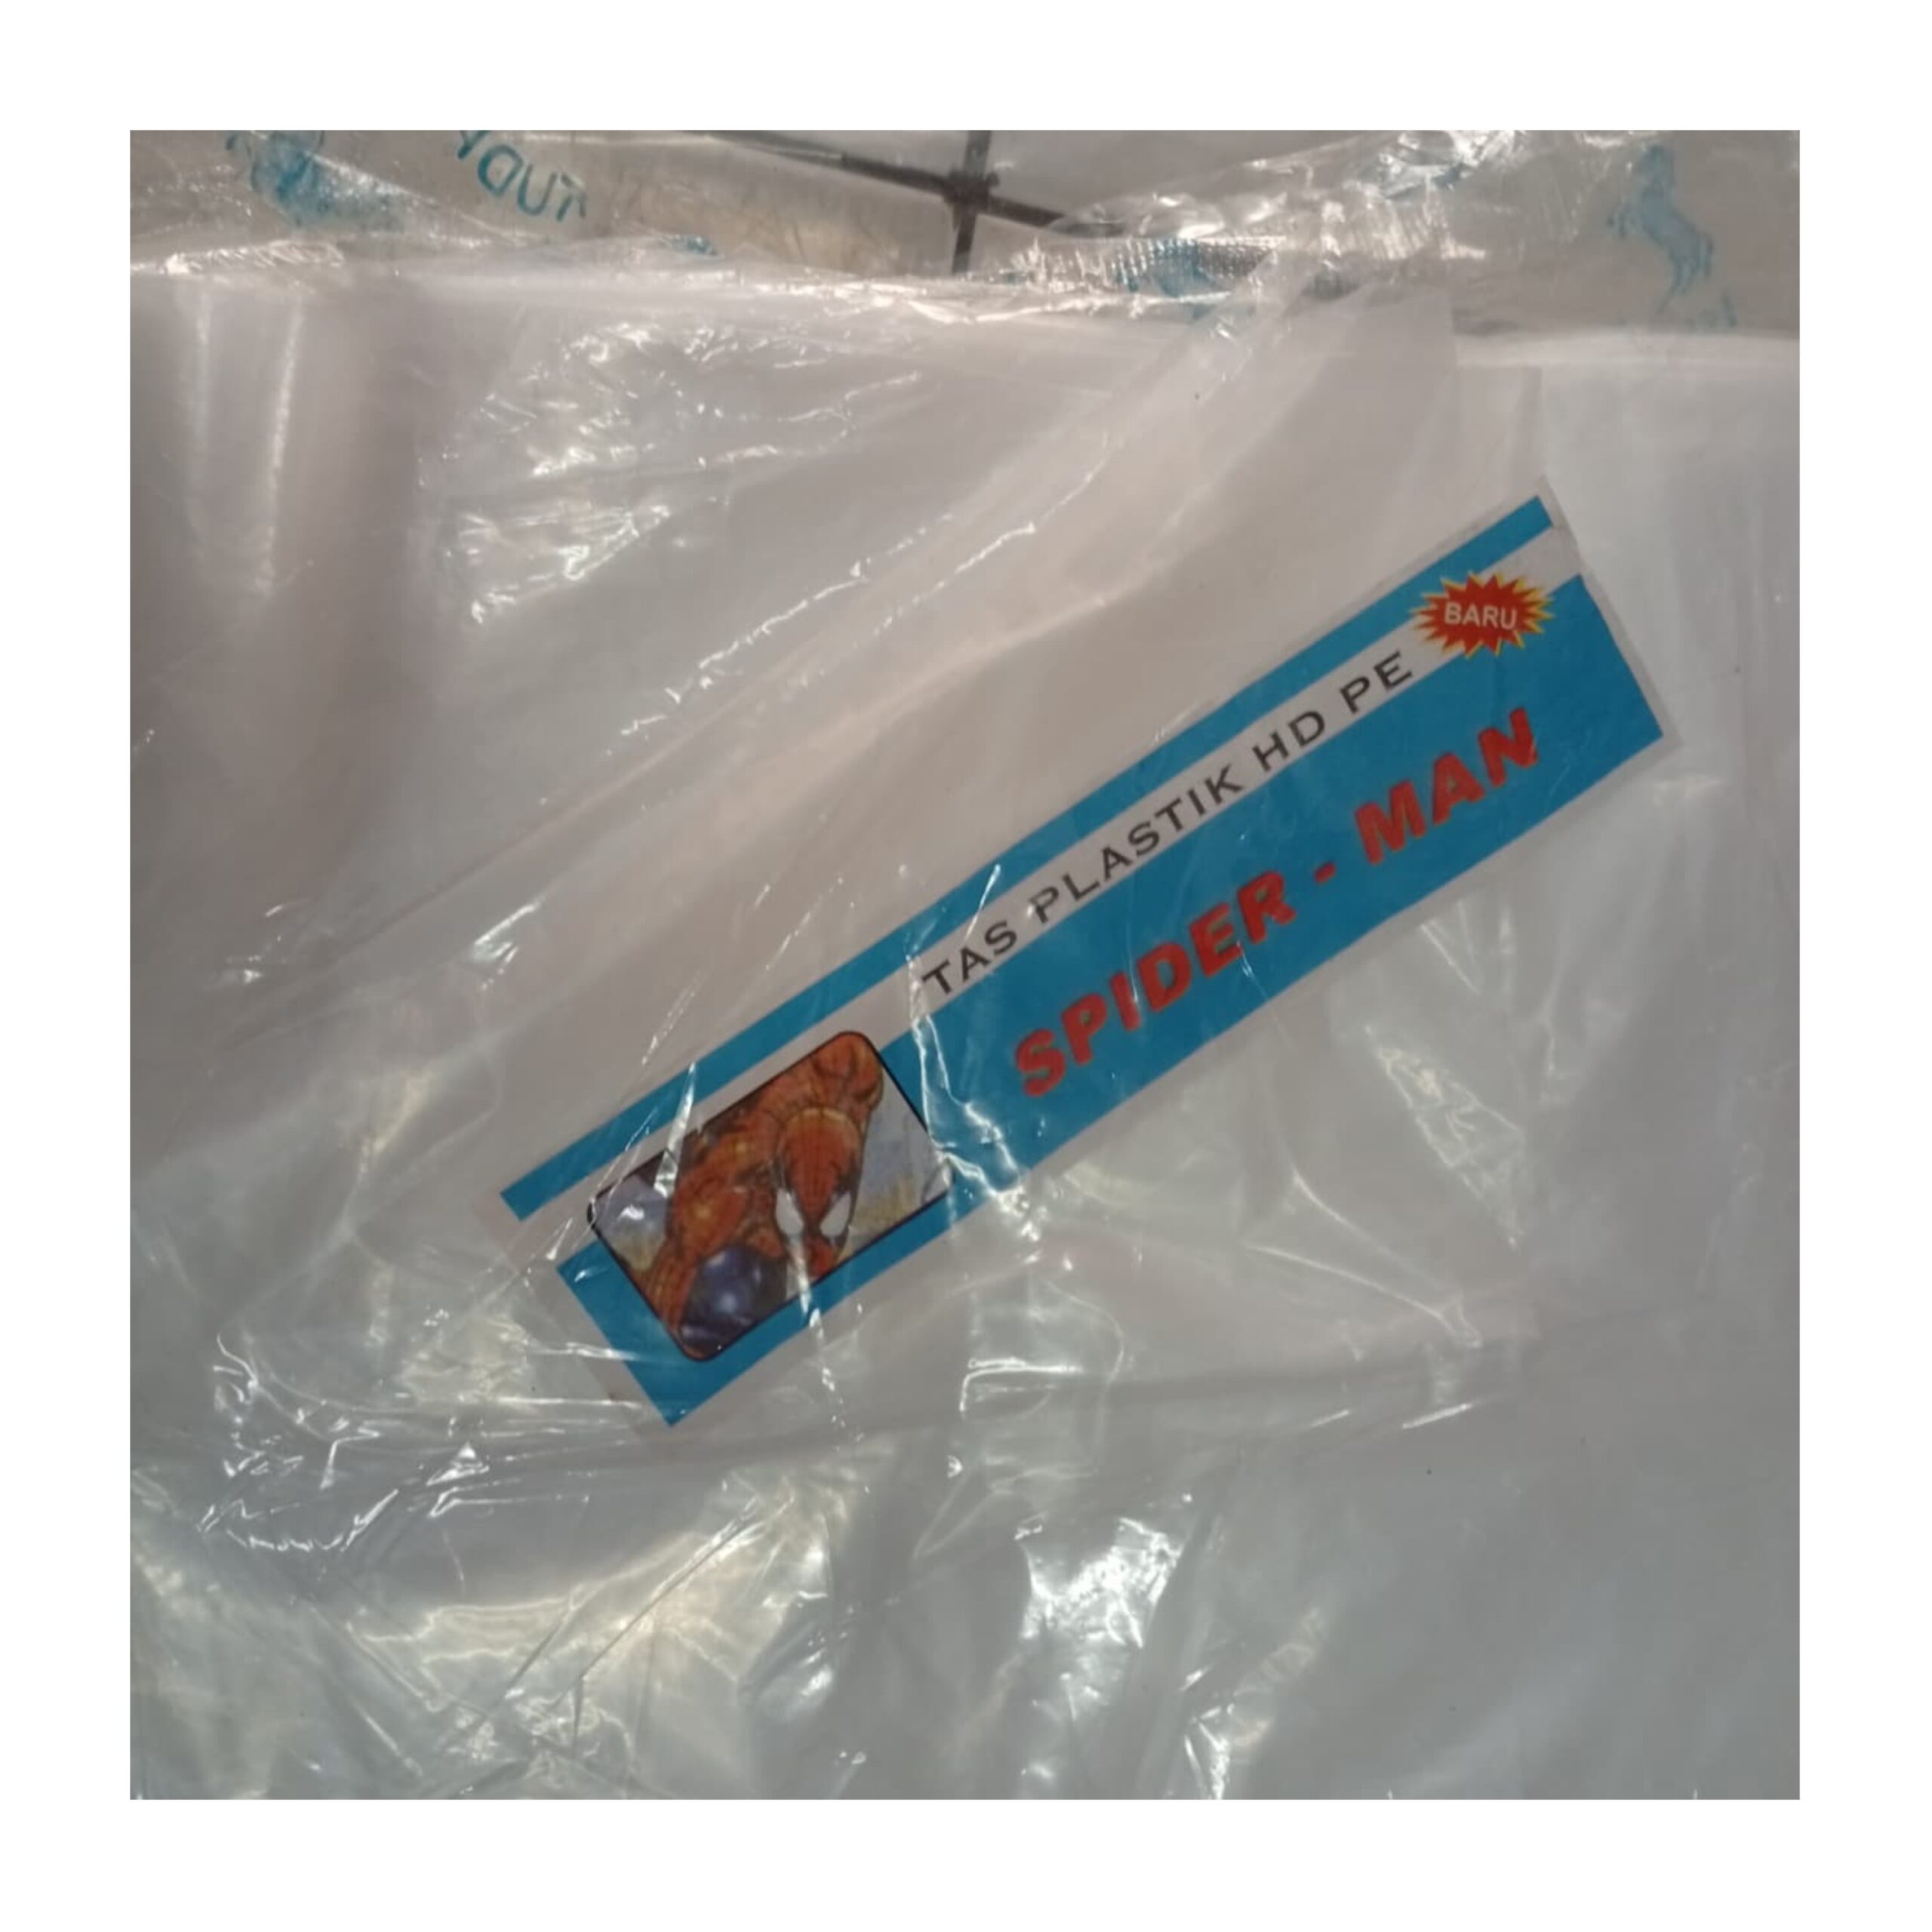 BARU
TAS PLASTIK HD PE
SPIDER - MAN